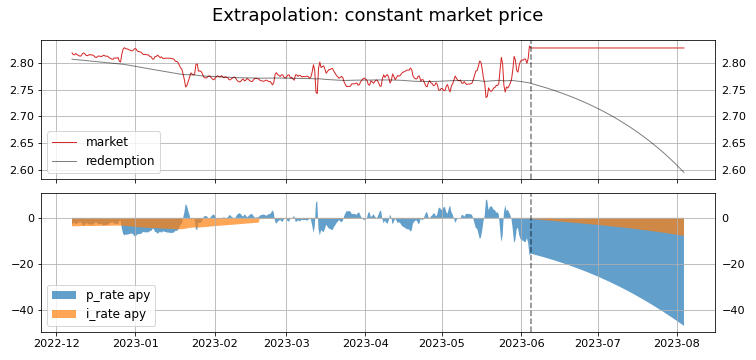 Extrapolation: constant market price
2.80 2.80
2.75 2.75
2.70 2.70
2.65 2.65
2.60 2.60
market
redemption
0 0
−20 −20
−40 −40
p_rate apy
i_rate apy
2022-12 2023-01 2023-02 2023-03 2023-04 2023-05 2023-06 2023-07 2023-08